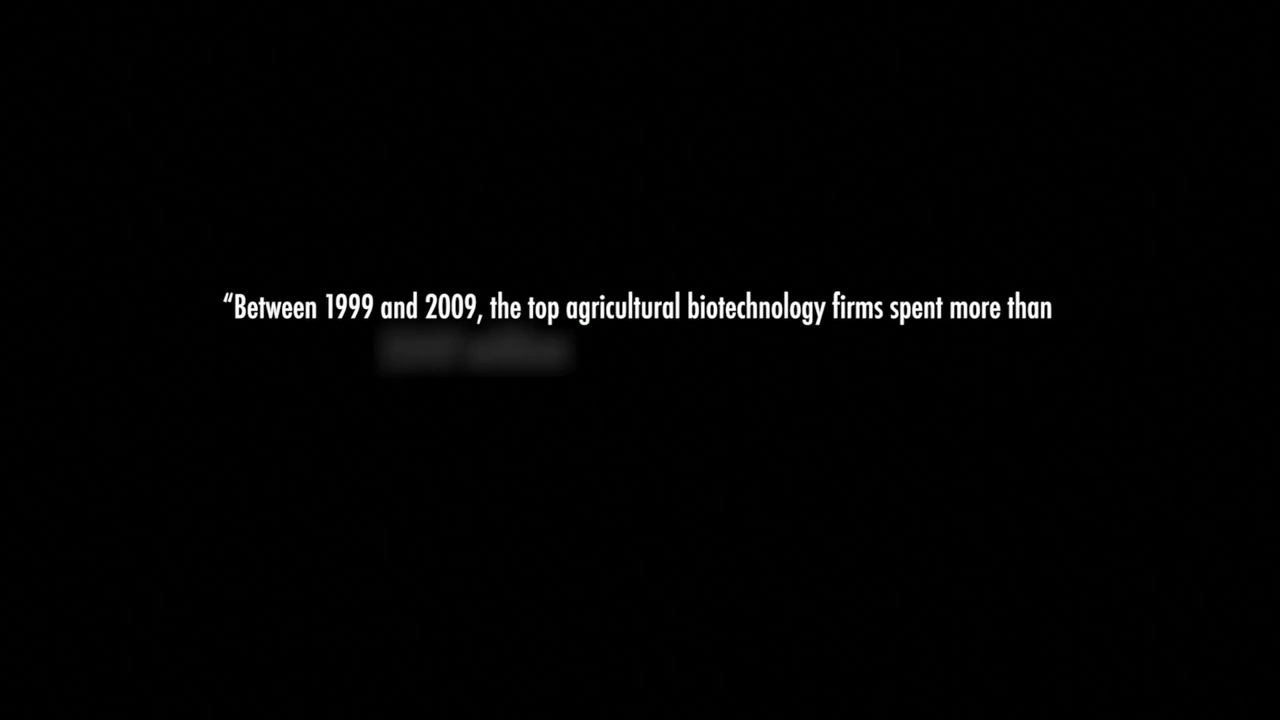 “Between 1999 and 2009, the top agricultural biotechnology firms spent more than